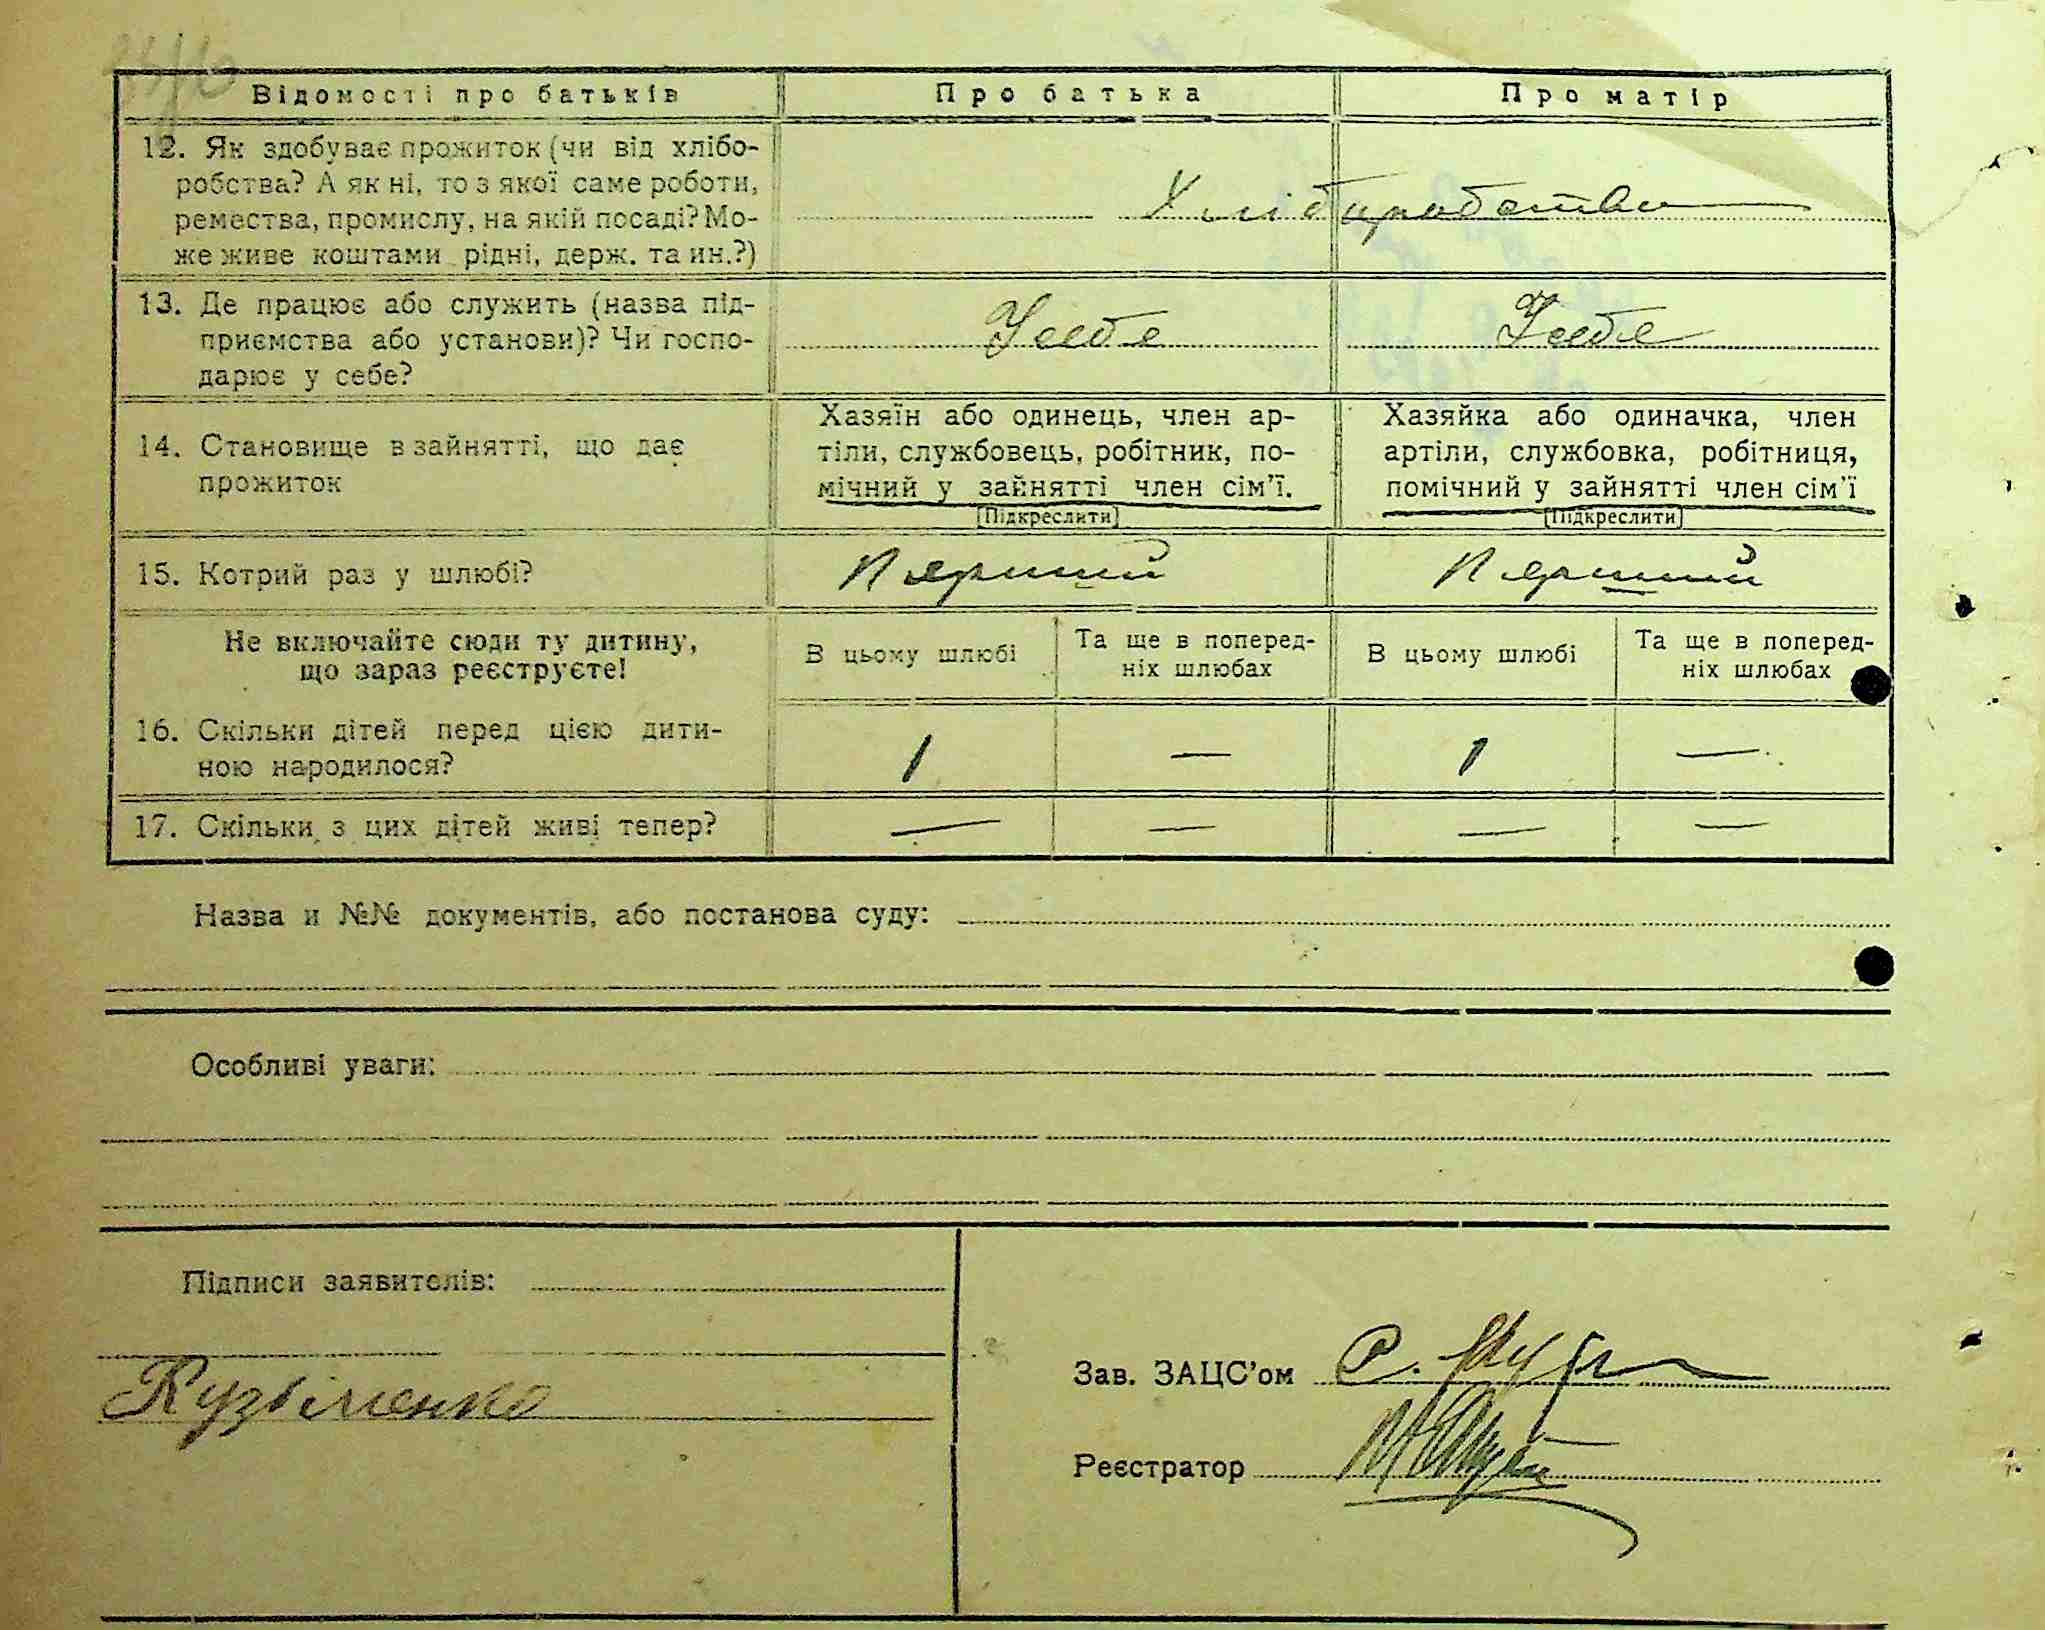 Відомості про батьків
Про батька
Про матір
12. Як здобуває прожиток (чи від хлібо-
робства? А як ні, то з якої саме роботи,
ремества, промислу, на якій посаді? Мо-
же живе коштами рідні, держ. та ин.?)
Хлібиробство
13. Де працює або служить (назва під-
приємства або установи)? Чи госпо-
дарює у себе?
У себе
У себе
14. Становище в зайнятті, що дає
прожиток
Хазяїн або одинець, член ар-
тіли, службовець, робітник, по-
мічний у зайнятті член сім'ї.
[Підкреслити]
Хазяйка або одиначка, член
артіли, службовка, робітниця,
помічний у зайнятті член сім'ї
[Підкреслити]
15. Котрий раз у шлюбі?
Перший
Перший
Не включайте сюди ту дитину,
що зараз реєструєте!
В цьому шлюбі
Та ще в поперед-
ніх шлюбах
В цьому шлюбі
Та ще в поперед-
ніх шлюбах
16. Скільки дітей перед цією дити-
ною народилося?
1 — 1 —
17. Скільки з цих дітей живі тепер?
— — — —
Назва и №№ документів, або постанова суду:
Особливі уваги:
Підписи заявителів:
Кузьменко
Зав. ЗАЦС'ом
Реєстратор